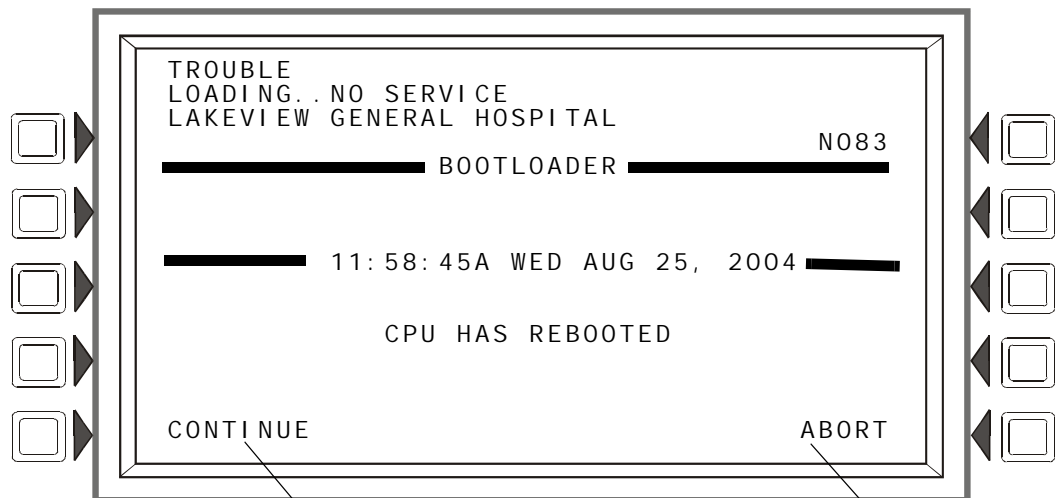 TROUBLE
LOADING..NO SERVICE
LAKEVIEW GENERAL HOSPITAL
N083
BOOTLOADER
11:58:45A WED AUG 25, 2004
CPU HAS REBOOTED
CONTINUE
ABORT